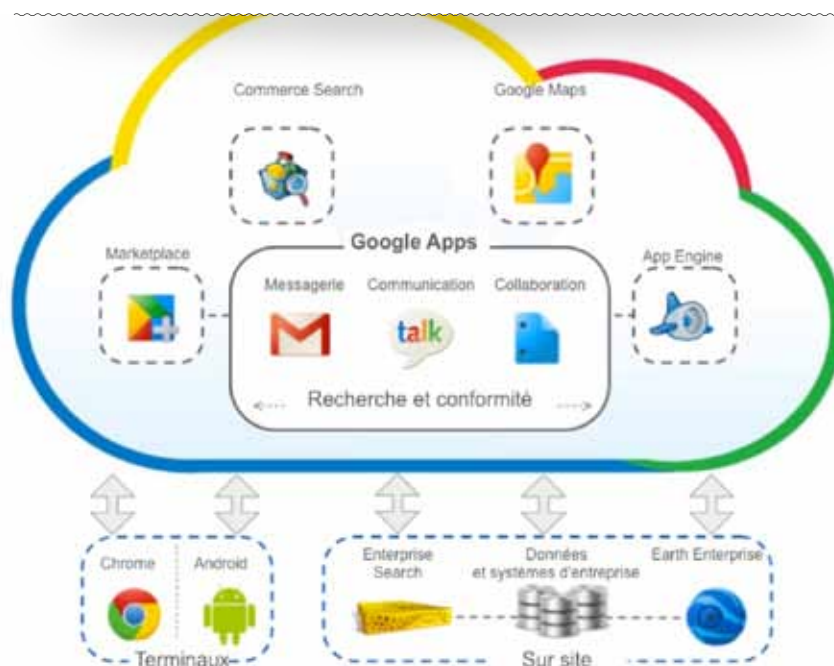 Commerce Search
Google Maps
Google Apps
Marketplace
App Engine
Messagerie
Communication
Collaboration
talk
Recherche et conformité
Chrome
Android
Enterprise
Search
Données
et systèmes d'entreprise
Earth Enterprise
Terminaux
Sur site